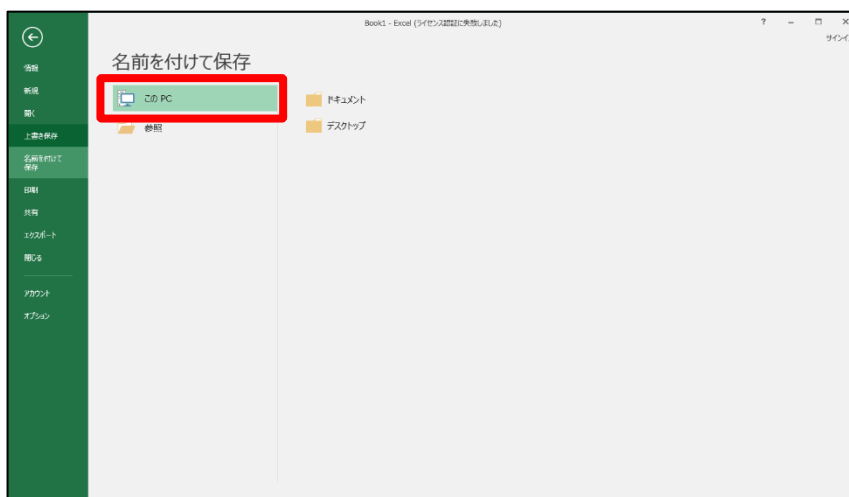 Book1 - Excel (ライセンス認証に失敗しました)
?
サインイ
名前を付けて保存
情報
新規
開く
上書き保存
名前を付けて
保存
印刷
共有
エクスポート
閉じる
アカウント
オプション
この PC
参照
ドキュメント
デスクトップ